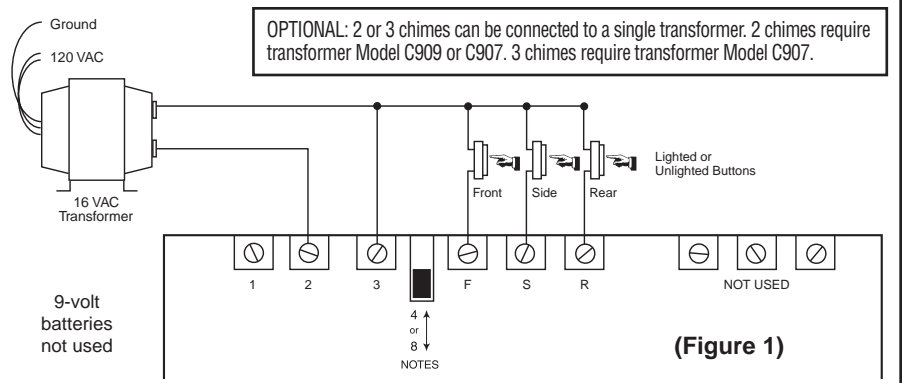 OPTIONAL: 2 or 3 chimes can be connected to a single transformer. 2 chimes require
transformer Model C909 or C907. 3 chimes require transformer Model C907.
Ground
120 VAC
16 VAC
Transformer
Front
Side
Rear
Lighted or
Unlighted Buttons
1
2
3
F
S
R
NOT USED
4
or
8
NOTES
9-volt
batteries
not used
(Figure 1)